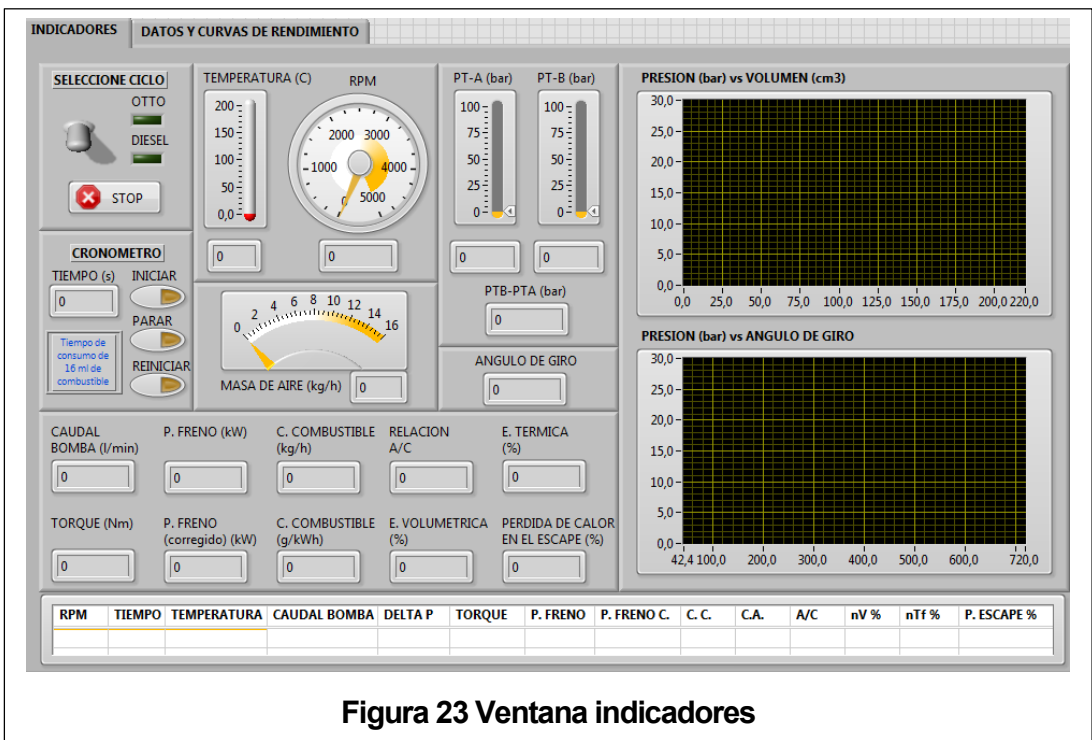 INDICADORES
DATOS Y CURVAS DE RENDIMIENTO
SELECCIONE CICLO
OTTO
DIESEL
STOP
TEMPERATURA (C)
200
150
100
50
0,0
0
RPM
0
1000
2000
3000
4000
5000
0
PT-A (bar)
100
75
50
25
0
0
PT-B (bar)
100
75
50
25
0
0
PTB-PTA (bar)
0
CRONOMETRO
TIEMPO (s)
0
INICIAR
PARAR
REINICIAR
Tiempo de
consumo de
16 ml de
combustible
0
2
4
6
8
10
12
14
16
MASA DE AIRE (kg/h)
0
ANGULO DE GIRO
0
PRESION (bar) vs VOLUMEN (cm3)
30,0
25,0
20,0
15,0
10,0
5,0
0,0
0,0 25,0 50,0 75,0 100,0 125,0 150,0 175,0 200,0 220,0
PRESION (bar) vs ANGULO DE GIRO
30,0
25,0
20,0
15,0
10,0
5,0
0,0
42,4 100,0 200,0 300,0 400,0 500,0 600,0 720,0
CAUDAL
BOMBA (l/min)
0
P. FRENO (kW)
0
C. COMBUSTIBLE
(kg/h)
0
RELACION
A/C
0
E. TERMICA
(%)
0
TORQUE (Nm)
0
P. FRENO
(corregido) (kW)
0
C. COMBUSTIBLE
(g/kWh)
0
E. VOLUMETRICA
(%)
0
PERDIDA DE CALOR
EN EL ESCAPE (%)
0
RPM TIEMPO TEMPERATURA CAUDAL BOMBA DELTA P TORQUE P. FRENO P. FRENO C. C. C. C.A. A/C nV % nTf % P. ESCAPE %
Figura 23 Ventana indicadores